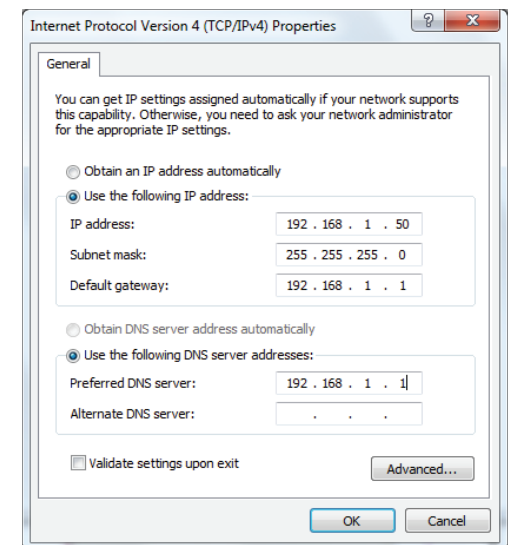 Internet Protocol Version 4 (TCP/IPv4) Properties
?
X
General
You can get IP settings assigned automatically if your network supports
this capability. Otherwise, you need to ask your network administrator
for the appropriate IP settings.
Obtain an IP address automatically
Use the following IP address:
IP address: 192 . 168 . 1 . 50
Subnet mask: 255 . 255 . 255 . 0
Default gateway: 192 . 168 . 1 . 1
Obtain DNS server address automatically
Use the following DNS server addresses:
Preferred DNS server: 192 . 168 . 1 . 1
Alternate DNS server: . . .
Validate settings upon exit
Advanced...
OK Cancel